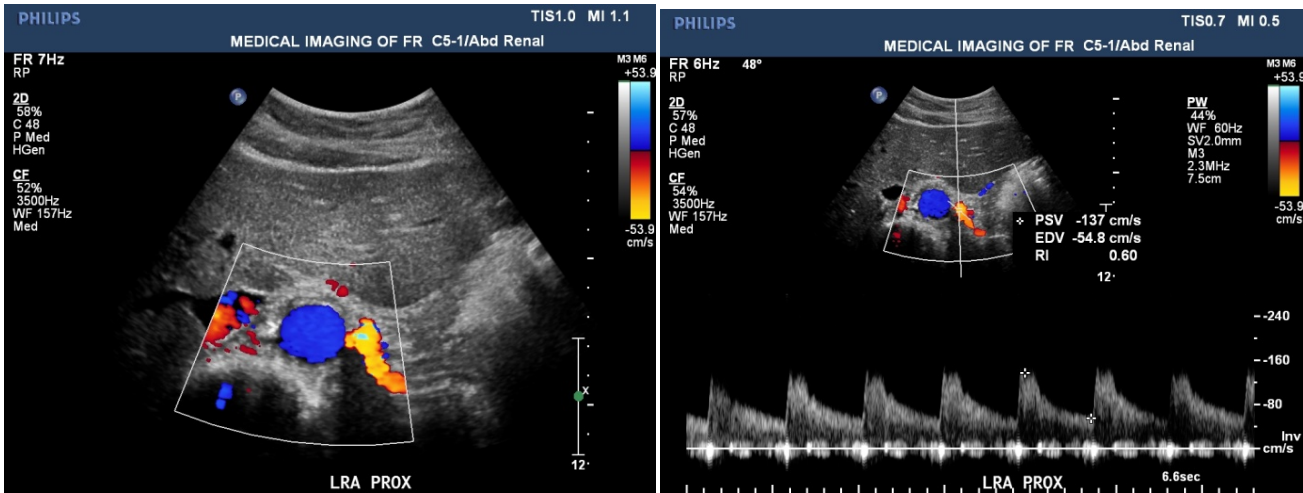 PHILIPS
TIS1.0 MI 1.1
MEDICAL IMAGING OF FR C5-1/Abd Renal
FR 7Hz
RP
2D
58%
C 48
P Med
HGen
CF
52%
3500Hz
WF 157Hz
Med
P
M3 M6
+53.9
-53.9
cm/s
x
12
LRA PROX
PHILIPS
TIS0.7 MI 0.5
MEDICAL IMAGING OF FR C5-1/Abd Renal
FR 6Hz 48°
RP
2D
57%
C 48
P Med
HGen
CF
54%
3500Hz
WF 157Hz
Med
P
M3 M6
+53.9
-53.9
cm/s
PW
44%
WF 60Hz
SV2.0mm
M3
2.3MHz
7.5cm
PSV -137 cm/s
EDV -54.8 cm/s
RI 0.60
12
-240
-160
-80
Inv
cm/s
LRA PROX
6.6sec